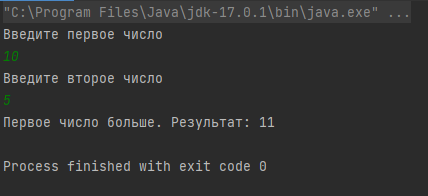 "C:\Program Files\Java\jdk-17.0.1\bin\java.exe" ...
Введите первое число
10
Введите второе число
5
Первое число больше. Результат: 11
Process finished with exit code 0